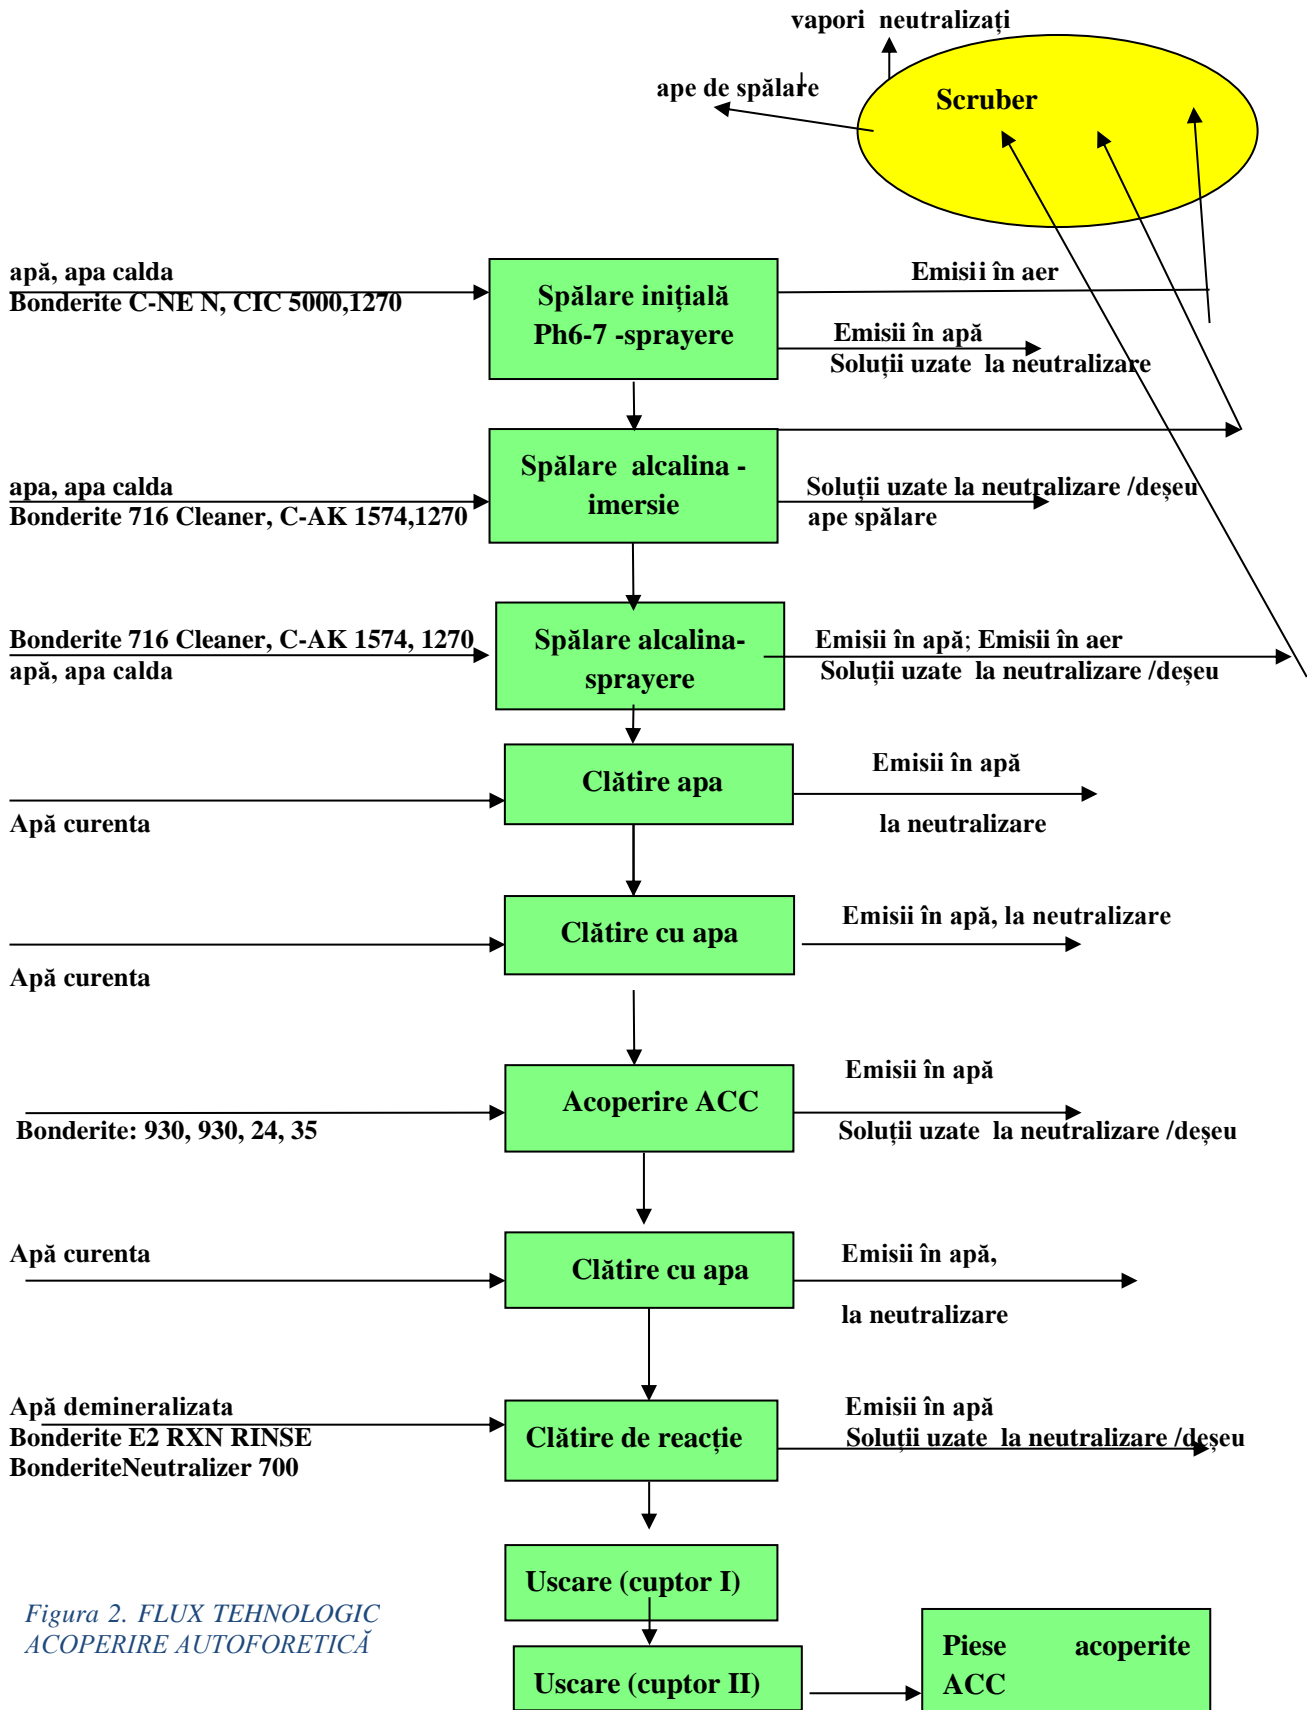 vapori neutralizați
ape de spălare
Scruber
apă, apa calda
Bonderite C-NE N, CIC 5000,1270
Spălare inițială
Ph6-7 -sprayere
Emisii în aer
Emisii în apă
Soluții uzate la neutralizare
apa, apa calda
Bonderite 716 Cleaner, C-AK 1574,1270
Spălare alcalina -
imersie
Soluții uzate la neutralizare /deșeu
ape spălare
Bonderite 716 Cleaner, C-AK 1574, 1270
apă, apa calda
Spălare alcalina-
sprayere
Emisii în apă; Emisii în aer
Soluții uzate la neutralizare /deșeu
Apă curenta
Clătire apa
Emisii în apă
la neutralizare
Apă curenta
Clătire cu apa
Emisii în apă, la neutralizare
Bonderite: 930, 930, 24, 35
Acoperire ACC
Emisii în apă
Soluții uzate la neutralizare /deșeu
Apă curenta
Clătire cu apa
Emisii în apă,
la neutralizare
Apă demineralizata
Bonderite E2 RXN RINSE
BonderiteNeutralizer 700
Clătire de reacție
Emisii în apă
Soluții uzate la neutralizare /deșeu
Uscare (cuptor I)
Figura 2. FLUX TEHNOLOGIC
ACOPERIRE AUTOFORETICĂ
Uscare (cuptor II)
Piese acoperite
ACC